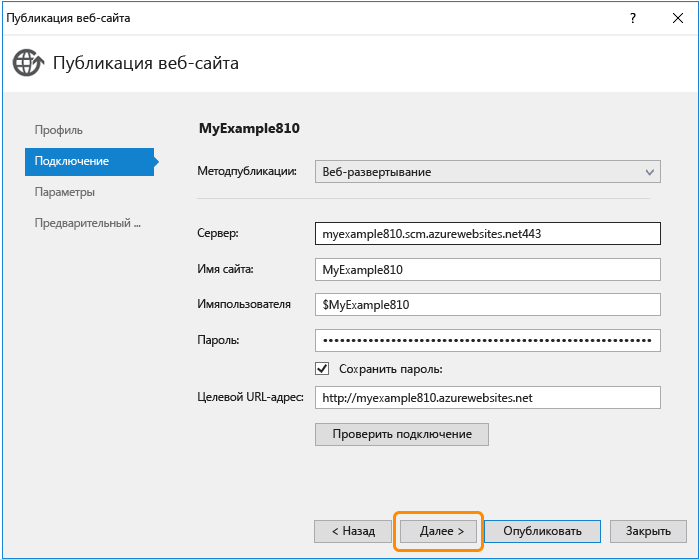 Публикация веб-сайта ? ✕
Публикация веб-сайта
Профиль
Подключение
Параметры
Предварительный ...
MyExample810
Методпубликации: Веб-развертывание
Сервер: myexample810.scm.azurewebsites.net443
Имя сайта: MyExample810
Имяпользователя $MyExample810
Пароль: ••••••••••••••••••••••••••••••••••••••••••••••••••••••••
Сохранить пароль:
Целевой URL-адрес: http://myexample810.azurewebsites.net
Проверить подключение
< Назад Далее > Опубликовать Закрыть